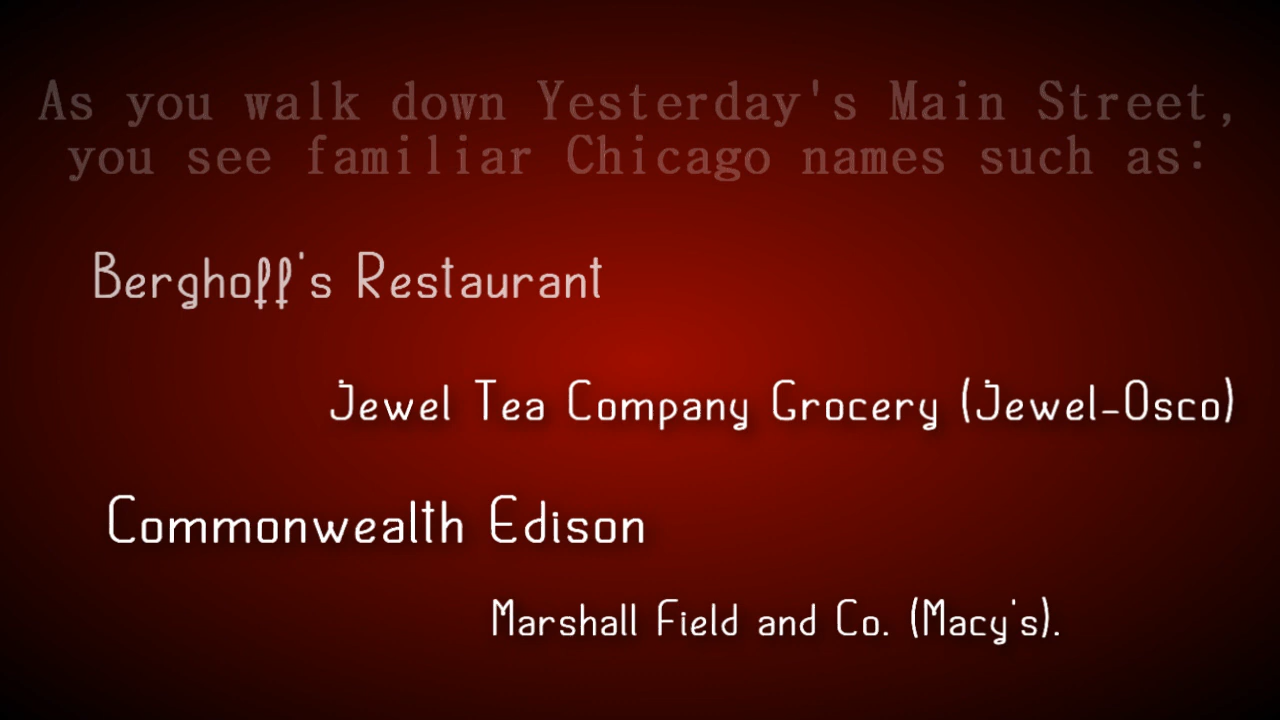 As you walk down Yesterday's Main Street,
you see familiar Chicago names such as:
Berghoff's Restaurant
Jewel Tea Company Grocery (Jewel-Osco)
Commonwealth Edison
Marshall Field and Co. (Macy's).